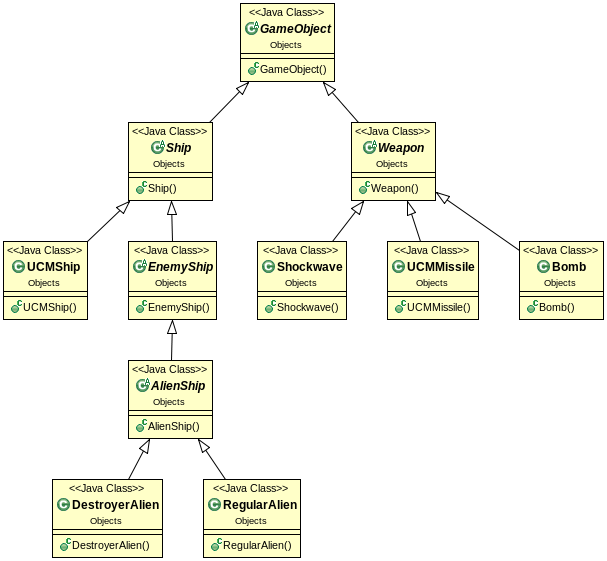 <<Java Class>>
GameObject
Objects
GameObject()
<<Java Class>>
Ship
Objects
Ship()
<<Java Class>>
Weapon
Objects
Weapon()
<<Java Class>>
UCMShip
Objects
UCMShip()
<<Java Class>>
EnemyShip
Objects
EnemyShip()
<<Java Class>>
Shockwave
Objects
Shockwave()
<<Java Class>>
UCMMissile
Objects
UCMMissile()
<<Java Class>>
Bomb
Objects
Bomb()
<<Java Class>>
AlienShip
Objects
AlienShip()
<<Java Class>>
DestroyerAlien
Objects
DestroyerAlien()
<<Java Class>>
RegularAlien
Objects
RegularAlien()